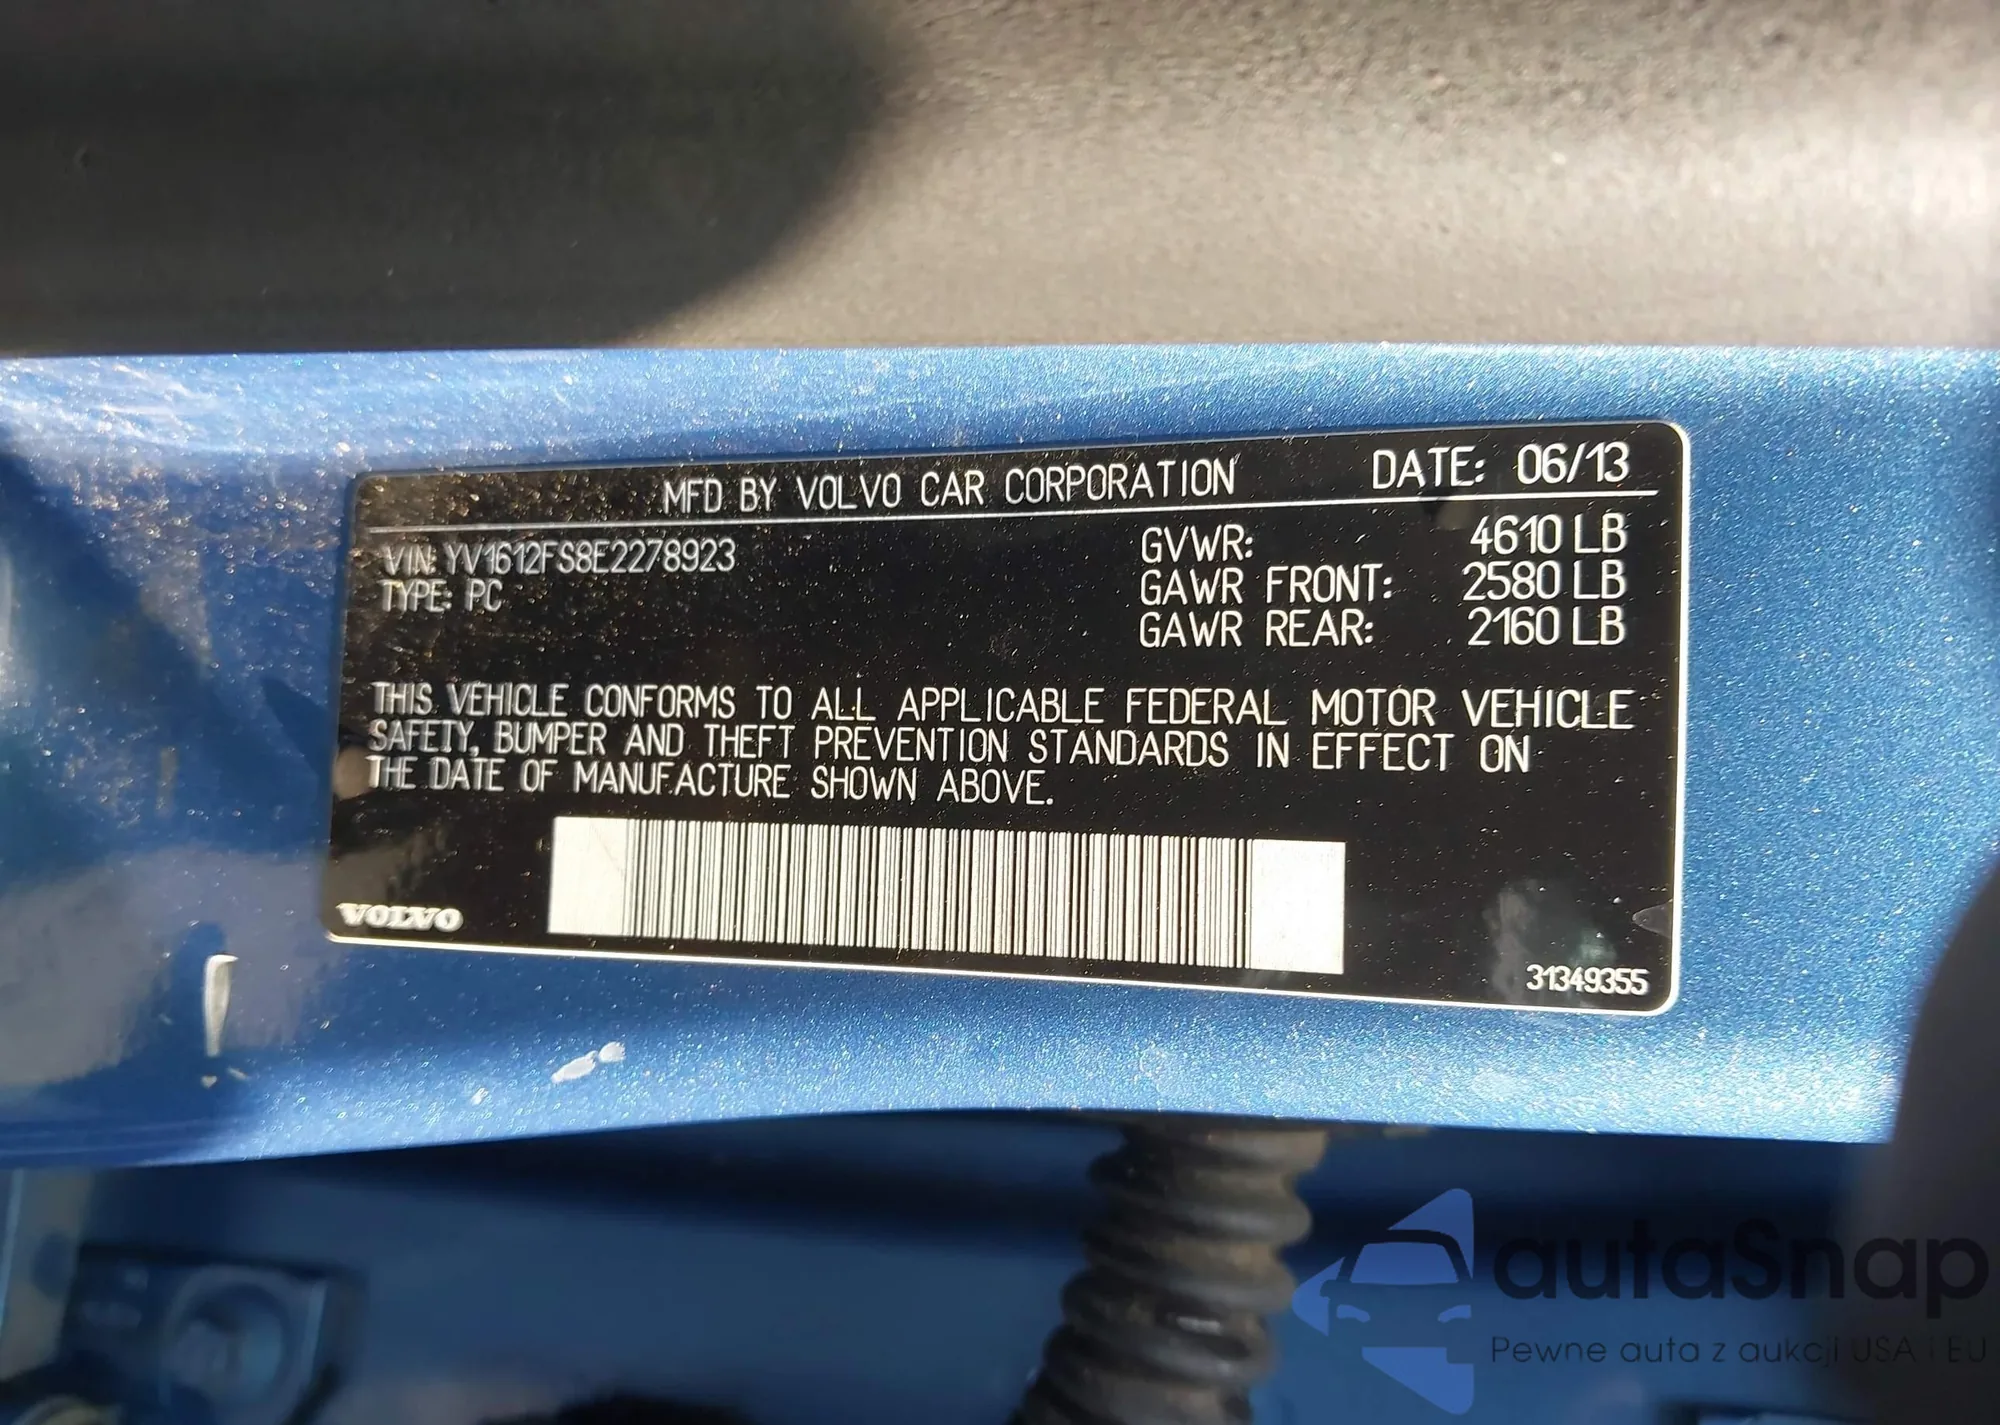 MFD BY VOLVO CAR CORPORATION DATE: 06/13
VIN: YV1612FS8E2278923 GVWR: 4610 LB
TYPE: PC GAWR FRONT: 2580 LB
GAWR REAR: 2160 LB
THIS VEHICLE CONFORMS TO ALL APPLICABLE FEDERAL MOTOR VEHICLE
SAFETY, BUMPER AND THEFT PREVENTION STANDARDS IN EFFECT ON
THE DATE OF MANUFACTURE SHOWN ABOVE.
VOLVO
31349355
autaSnap
Pewne auta z aukcji USA i EU